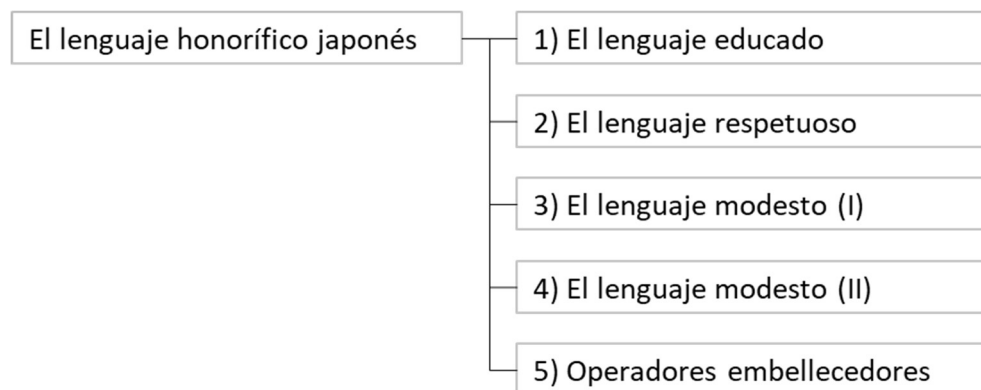 El lenguaje honorífico japonés
1) El lenguaje educado
2) El lenguaje respetuoso
3) El lenguaje modesto (I)
4) El lenguaje modesto (II)
5) Operadores embellecedores